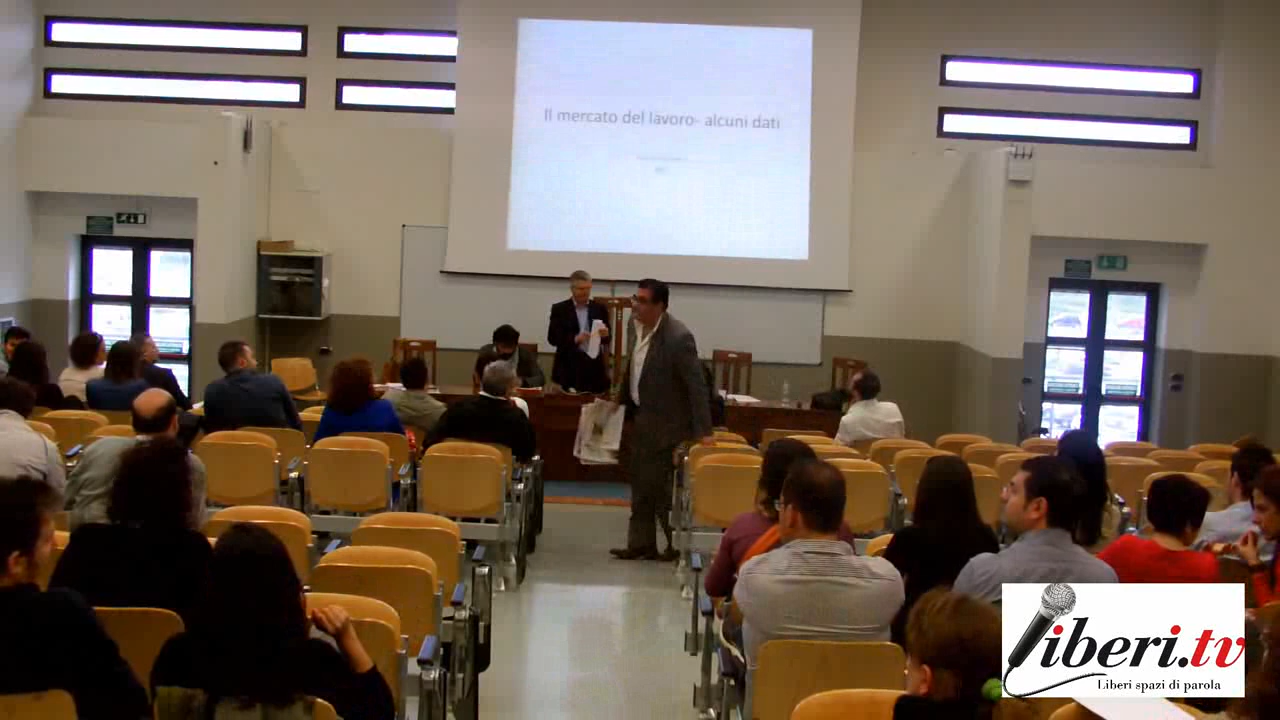 Il mercato del lavoro- alcuni dati
liberi.tv
Liberi spazi di parola